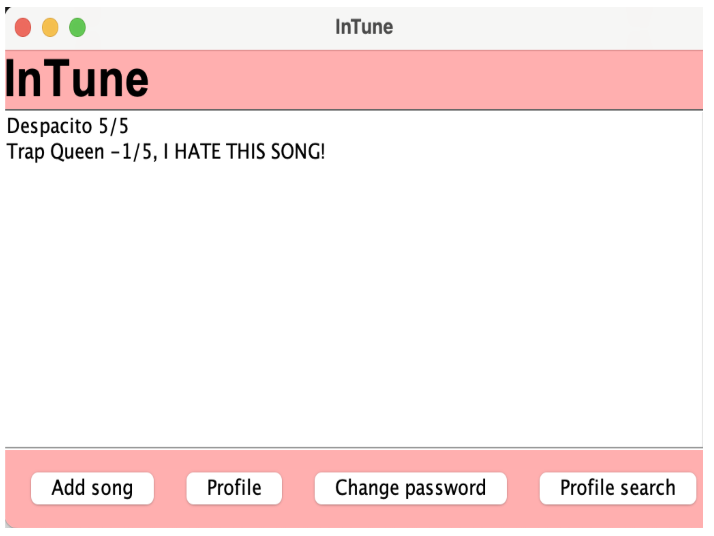 InTune
InTune
Despacito 5/5
Trap Queen -1/5, I HATE THIS SONG!
Add song Profile Change password Profile search